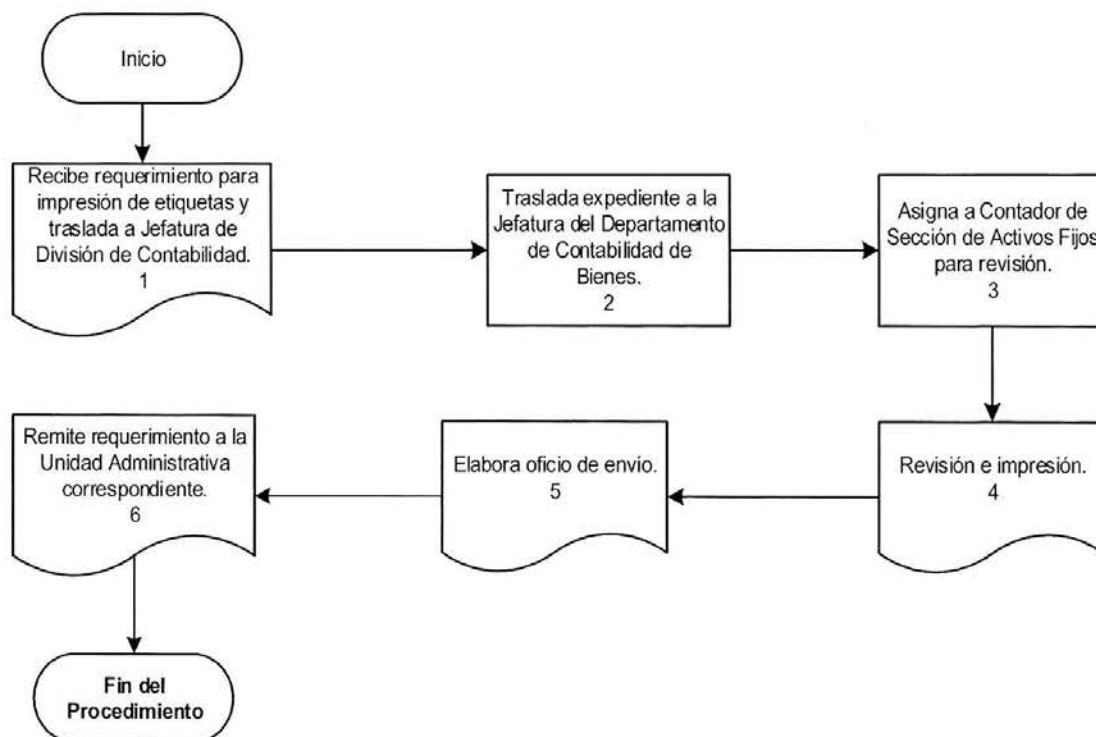 Inicio
Recibe requerimiento para
impresión de etiquetas y
traslada a Jefatura de
División de Contabilidad.
1
Traslada expediente a la
Jefatura del Departamento
de Contabilidad de
Bienes.
2
Asigna a Contador de
Sección de Activos Fijos
para revisión.
3
Revisión e impresión.
4
Elabora oficio de envío.
5
Remite requerimiento a la
Unidad Administrativa
correspondiente.
6
Fin del
Procedimiento